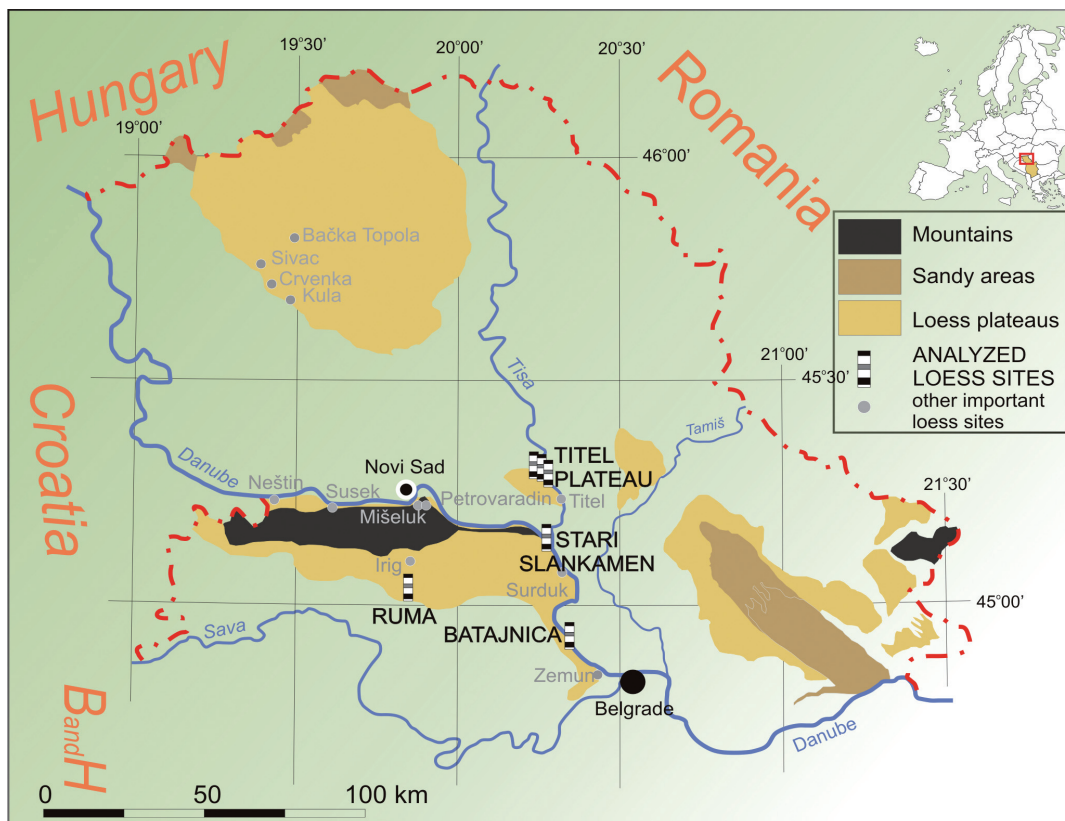 19°30’
20°00’
20°30’
Hungary
Romania
19°00’
46°00’
Bačka Topola
Sivac
Crvenka
Kula
Mountains
Sandy areas
Loess plateaus
ANALYZED
LOESS SITES
other important
loess sites
Tisa
21°00’
45°30’
Croatia
Tamiš
Danube
Novi Sad
TITEL
PLATEAU
Neštin
Susek
Petrovaradin
Titel
21°30’
Mišeluk
STARI
SLANKAMEN
Irig
Surduk
45°00’
RUMA
Sava
BATAJNICA
Zemun
Belgrade
Danube
BandH
0
50
100 km